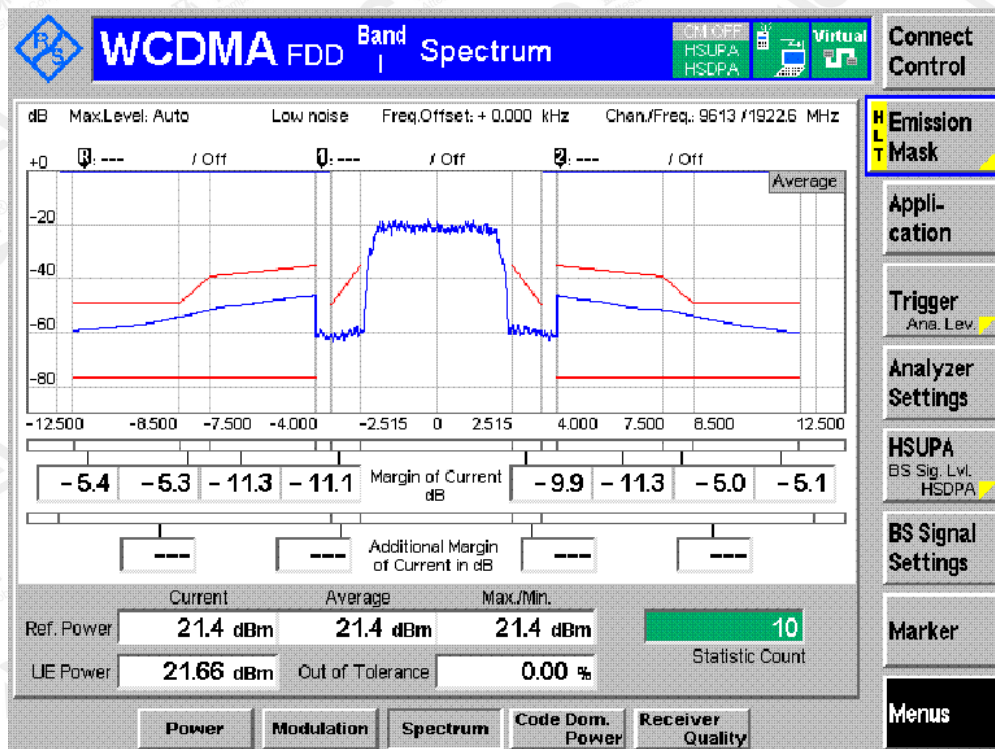 R&S
WCDMA FDD Band I Spectrum
CM OFF
HSUPA
HSDPA
Virtual
Connect Control
dB Max.Level: Auto Low noise Freq.Offset: + 0.000 kHz Chan./Freq.: 9613 / 1922.6 MHz
HLT Emission Mask
+0 R: --- / Off 1: --- / Off 2: --- / Off
Average
-20
-40
-60
-80
-12.500 -8.500 -7.500 -4.000 -2.515 0 2.515 4.000 7.500 8.500 12.500
Application
Trigger
Ana. Lev.
Analyzer Settings
- 5.4 - 5.3 - 11.3 - 11.1 Margin of Current dB - 9.9 - 11.3 - 5.0 - 5.1
HSUPA
BS Sig. Lvl.
HSDPA
--- --- Additional Margin of Current in dB --- ---
BS Signal Settings
Current Average Max./Min.
Ref. Power 21.4 dBm 21.4 dBm 21.4 dBm 10
Statistic Count
UE Power 21.66 dBm Out of Tolerance 0.00 %
Marker
Menus
Power Modulation Spectrum Code Dom. Power Receiver Quality